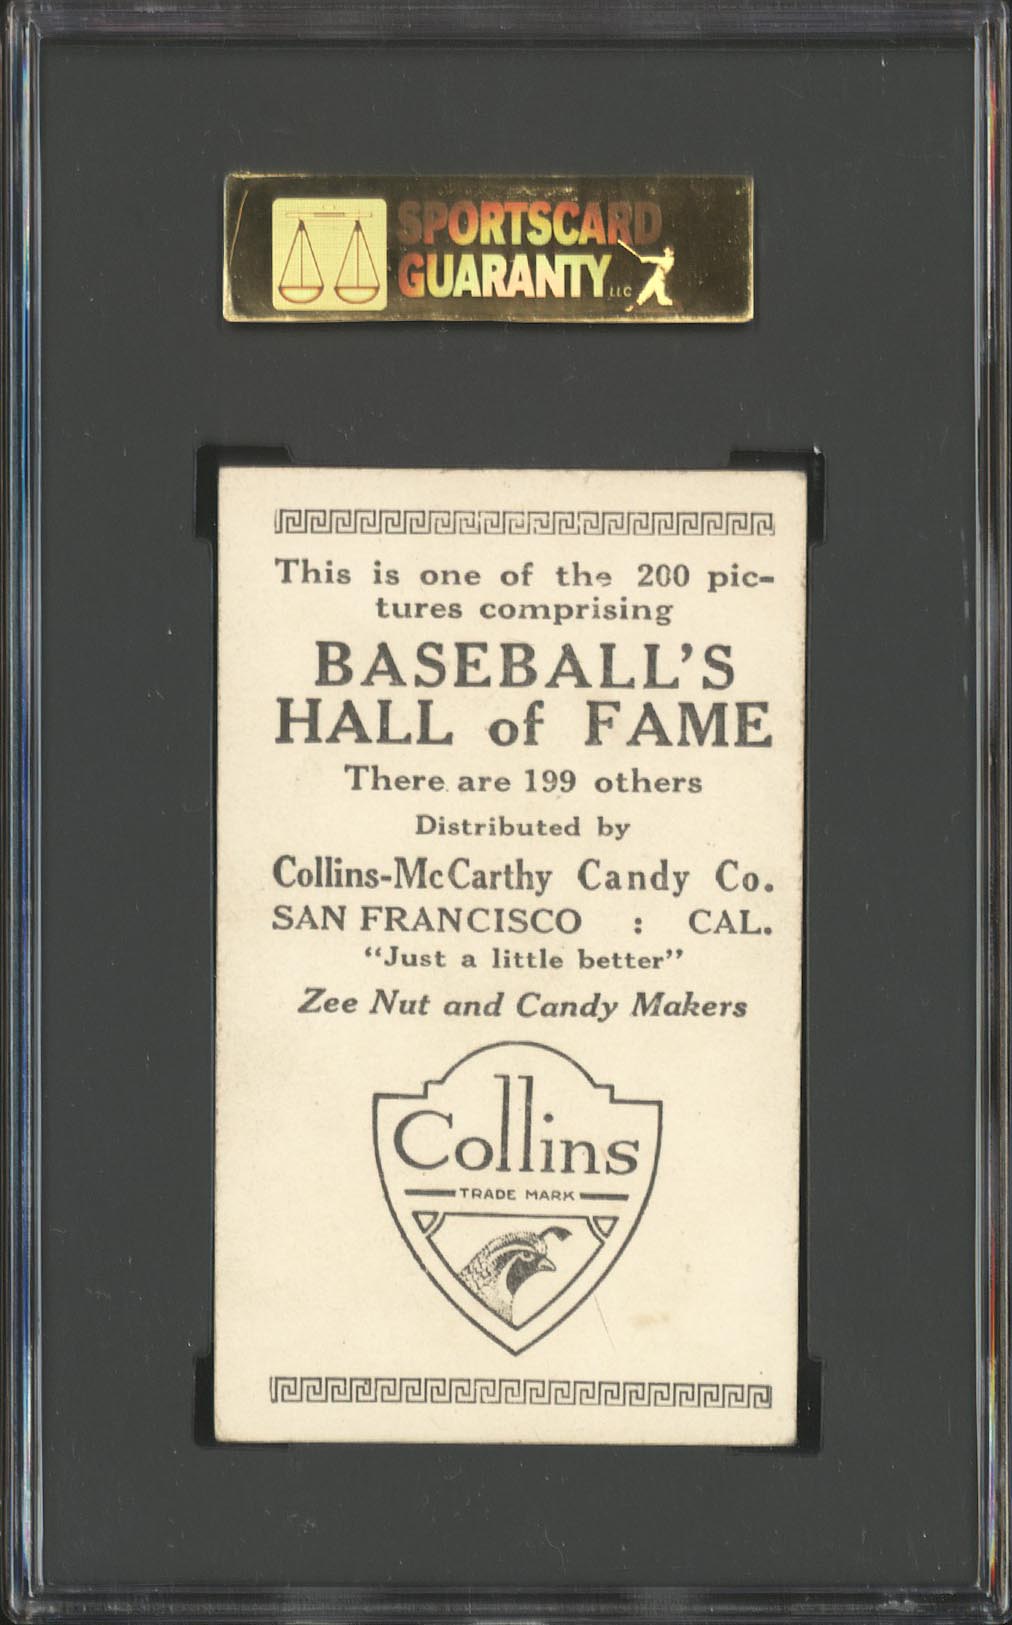 SPORTSCARD
GUARANTY LLC
This is one of the 200 pic-
tures comprising
BASEBALL'S
HALL of FAME
There are 199 others
Distributed by
Collins-McCarthy Candy Co.
SAN FRANCISCO : CAL.
"Just a little better"
Zee Nut and Candy Makers
Collins
TRADE MARK